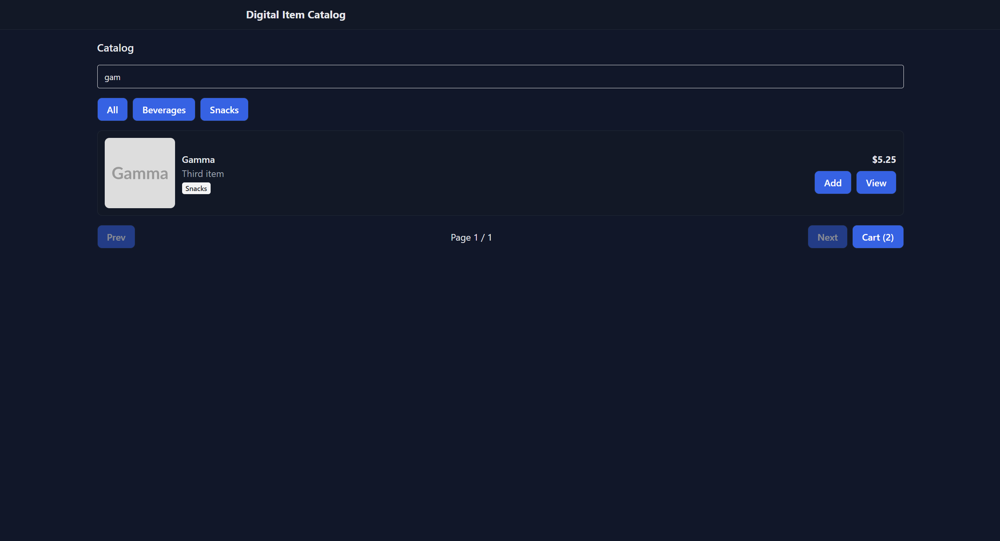 Digital Item Catalog
Catalog
gam
All Beverages Snacks
Gamma
Gamma
Third item
Snacks
$5.25
Add View
Prev Page 1 / 1 Next Cart (2)